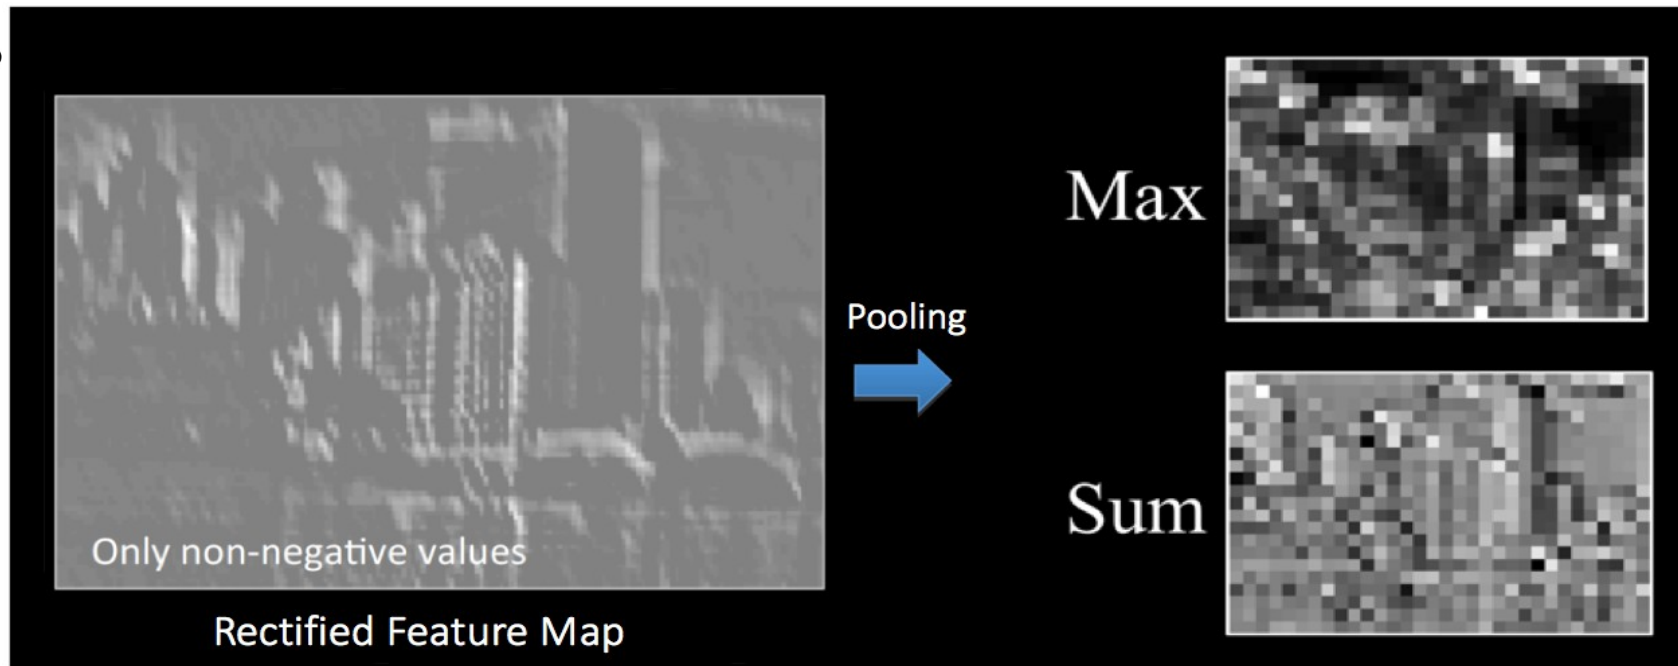 Max
Pooling
Sum
Only non-negative values
Rectified Feature Map